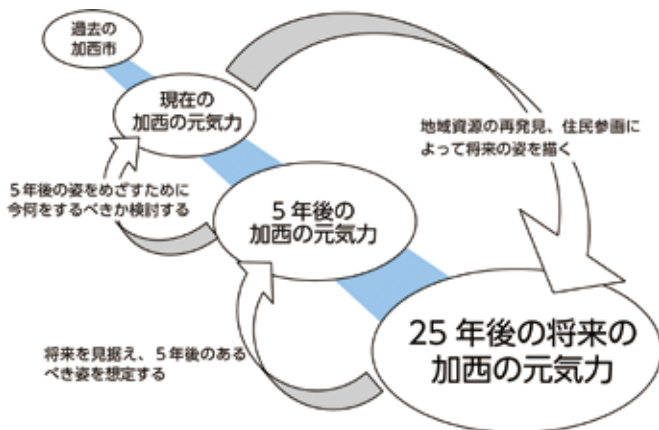 過去の
加西市
現在の
加西の元気力
地域資源の再発見、住民参画に
よって将来の姿を描く
5年後の姿をめざすために
今何をするべきか検討する
5年後の
加西の元気力
将来を見据え、5年後のある
べき姿を想定する
25年後の将来の
加西の元気力